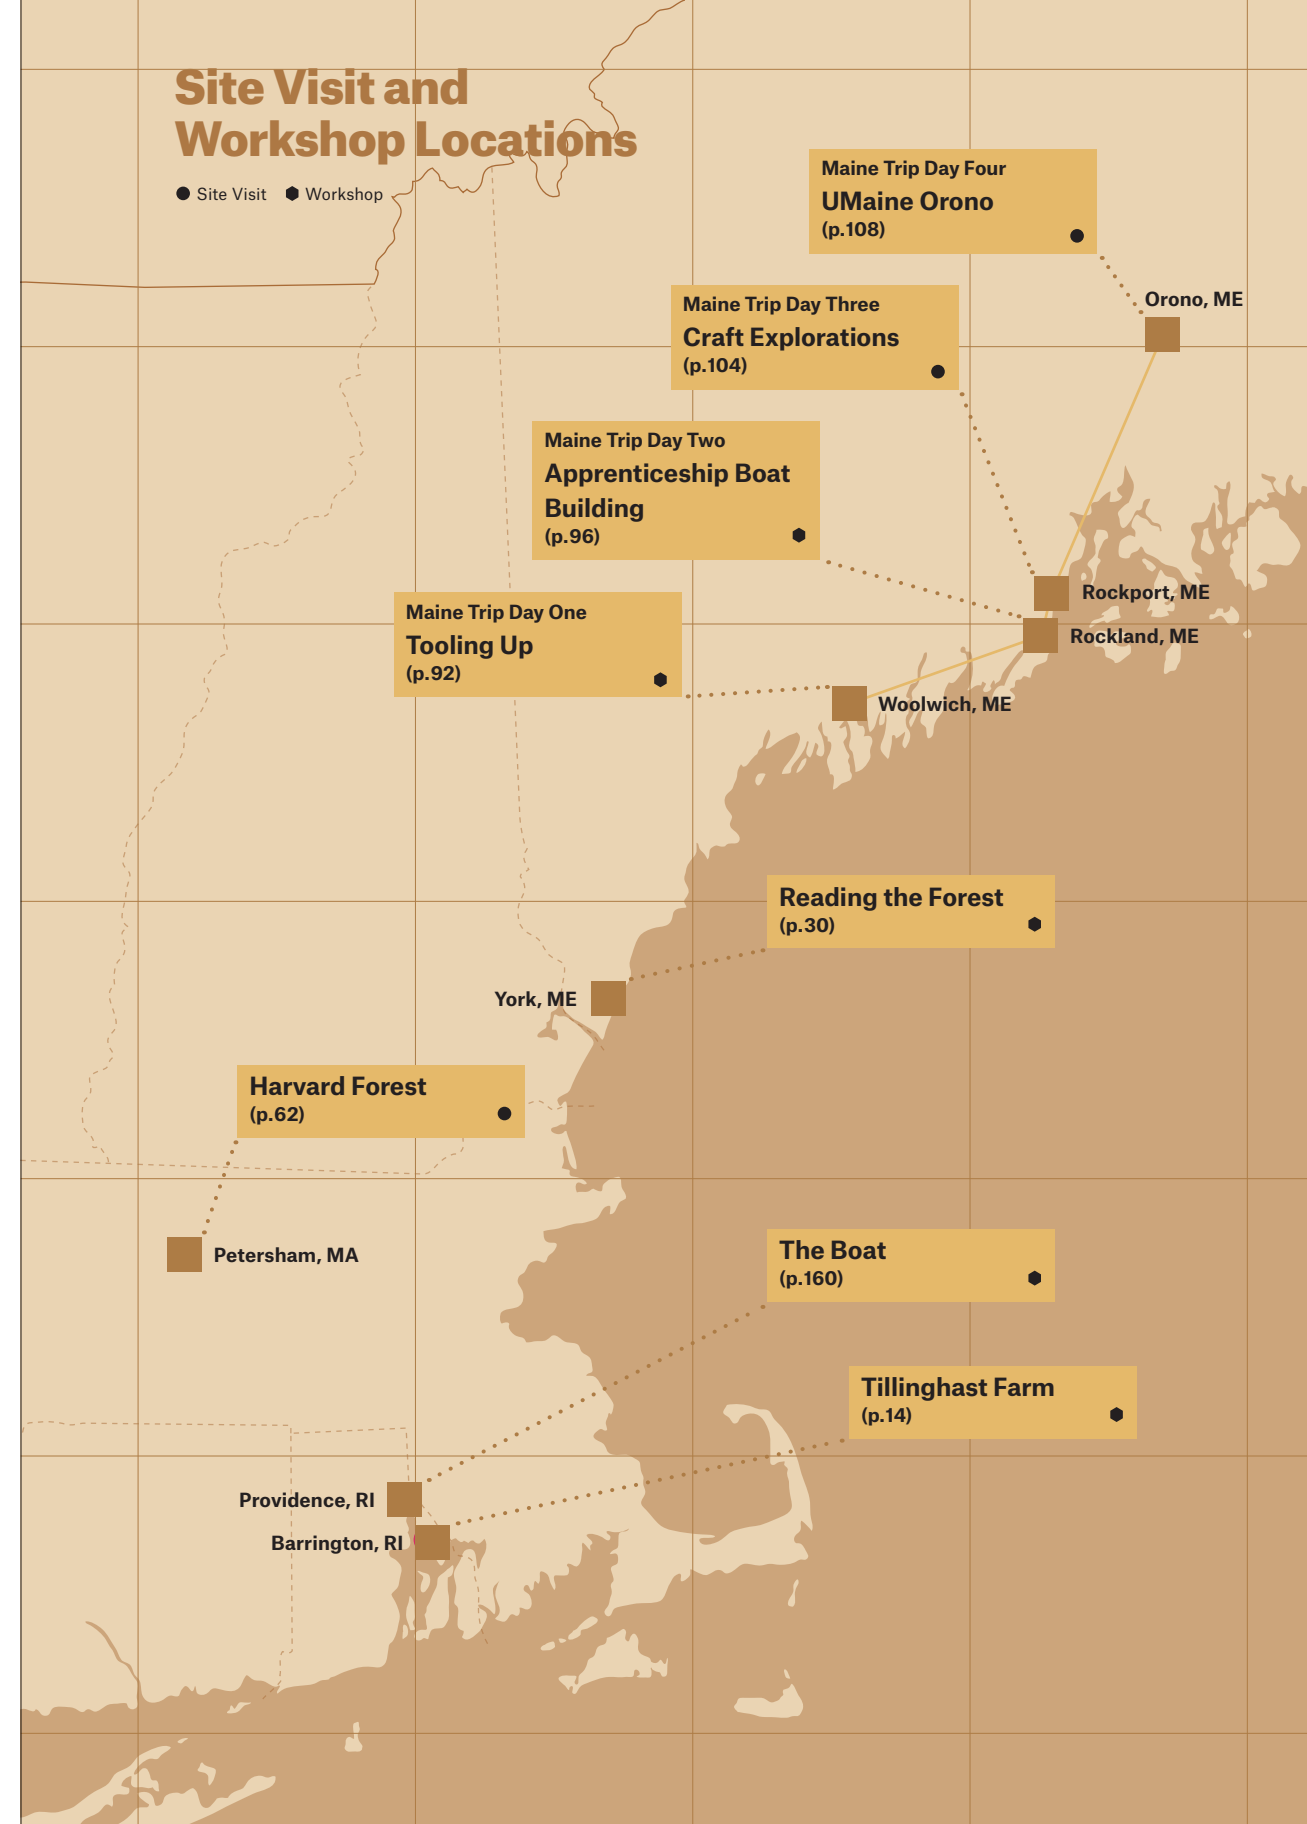 Site Visit and
Workshop Locations
Site Visit Workshop
Maine Trip Day Four
UMaine Orono
(p.108)
Orono, ME
Maine Trip Day Three
Craft Explorations
(p.104)
Maine Trip Day Two
Apprenticeship Boat
Building
(p.96)
Rockport, ME
Rockland, ME
Maine Trip Day One
Tooling Up
(p.92)
Woolwich, ME
Reading the Forest
(p.30)
York, ME
Harvard Forest
(p.62)
Petersham, MA
The Boat
(p.160)
Tillinghast Farm
(p.14)
Providence, RI
Barrington, RI